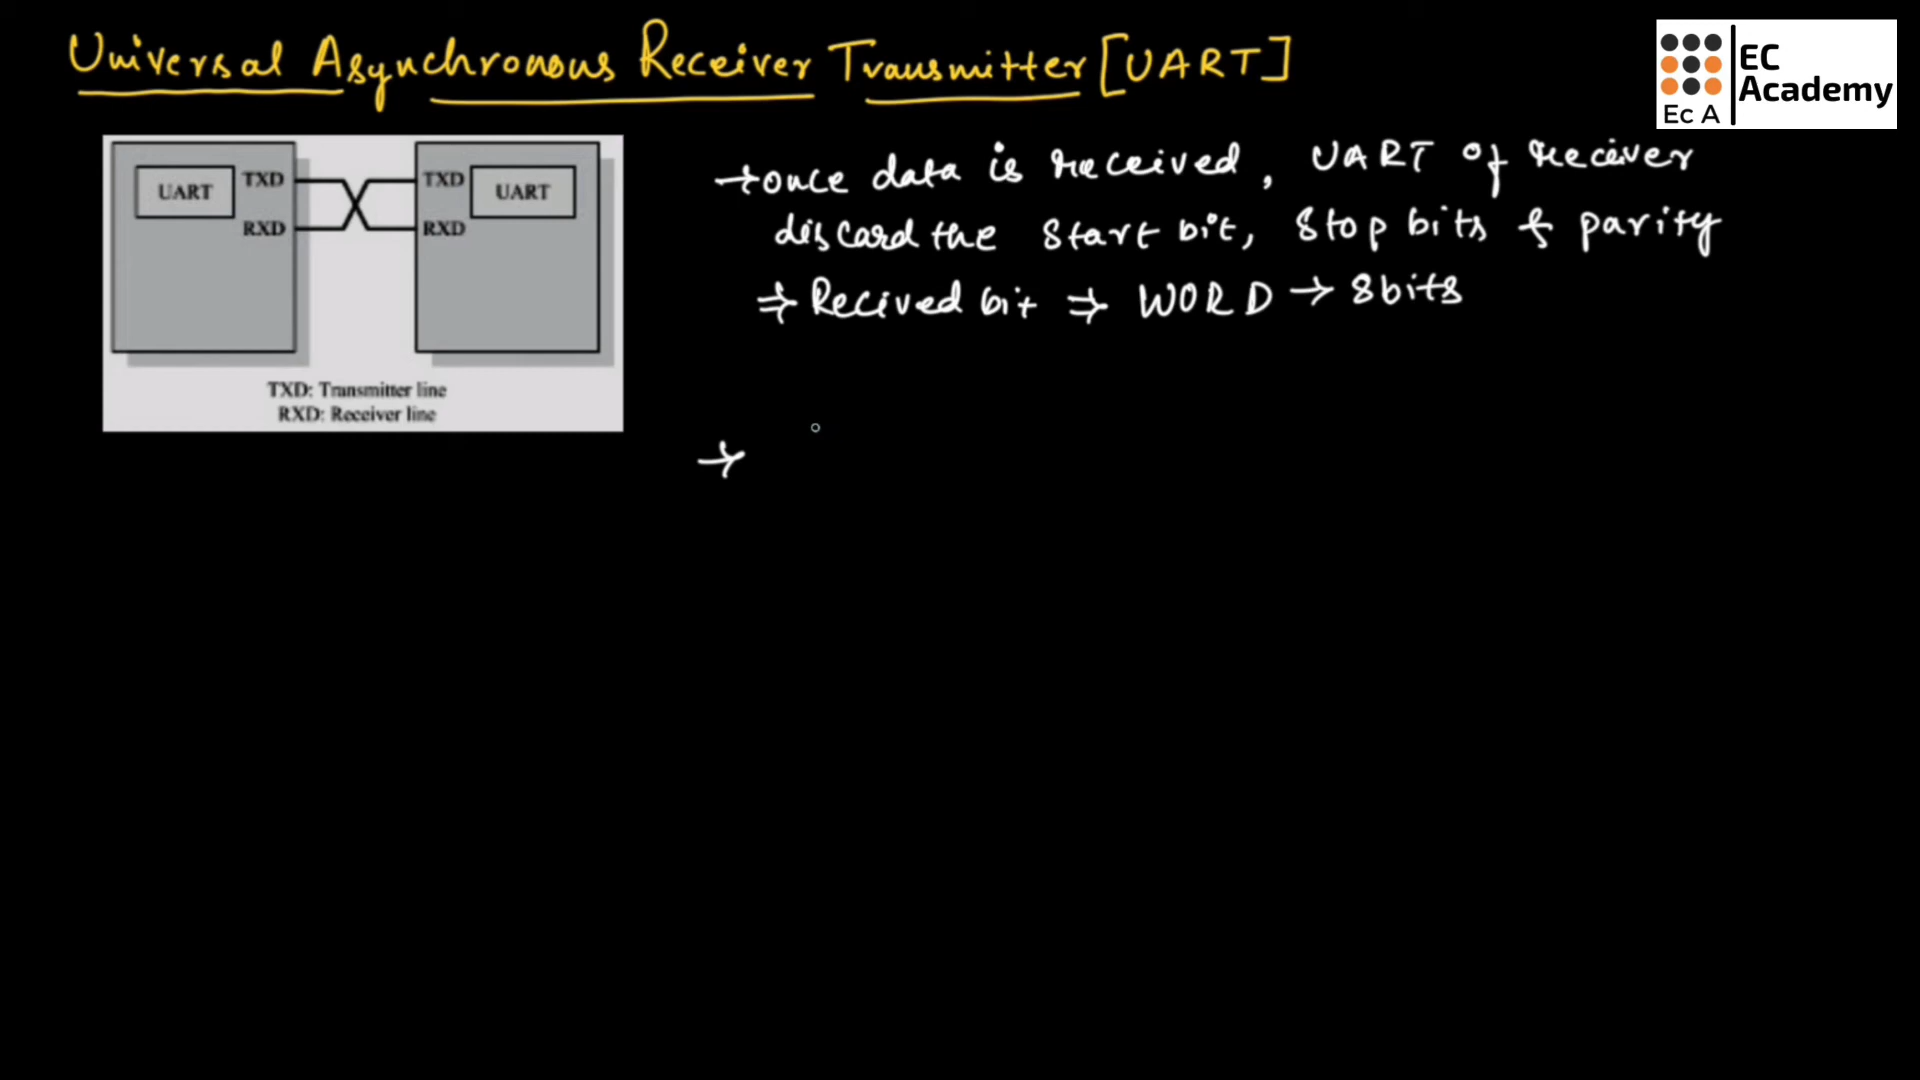 Universal Asynchronous Receiver Transmitter [UART]
EC
Academy
Ec A
UART TXD TXD UART
RXD RXD
TXD: Transmitter line
RXD: Receiver line
→ once data is received, UART of receiver
discard the start bit, stop bits & parity
⇒ Recived bit ⇒ WORD → 8bits
→